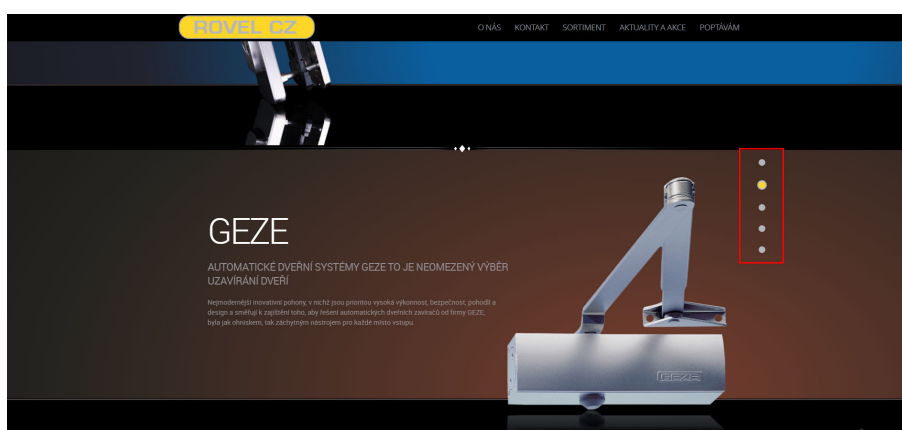 ROVEL CZ
O NÁS KONTAKT SORTIMENT AKTUALITY A AKCE POPTÁVÁM
GEZE
AUTOMATICKÉ DVEŘNÍ SYSTÉMY GEZE TO JE NEOMEZENÝ VÝBĚR
UZAVÍRÁNÍ DVEŘÍ
Nejmodernější inovativní pohony, v nichž jsou prioritou vysoká výkonnost, bezpečnost, pohodlí a
design a směřují k zajištění toho, aby řešení automatických dveřních zavíračů od firmy GEZE,
byla jak ohniskem, tak záchytným nástrojem pro každé místo vstupu.
GEZE